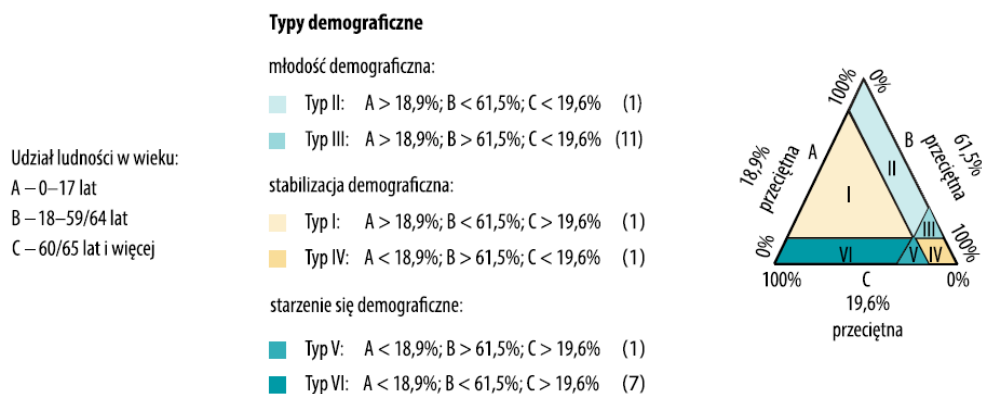 Typy demograficzne
młodość demograficzna:
Typ II: A > 18,9%; B < 61,5%; C < 19,6% (1)
Typ III: A > 18,9%; B > 61,5%; C < 19,6% (11)
Udział ludności w wieku:
A – 0–17 lat
B – 18–59/64 lat
C – 60/65 lat i więcej
stabilizacja demograficzna:
Typ I: A > 18,9%; B < 61,5%; C > 19,6% (1)
Typ IV: A < 18,9%; B > 61,5%; C < 19,6% (1)
starzenie się demograficzne:
Typ V: A < 18,9%; B > 61,5%; C > 19,6% (1)
Typ VI: A < 18,9%; B < 61,5%; C > 19,6% (7)
100%
0%
18,9%
przeciętna
A
B
przeciętna
61,5%
II
I
III
100%
0%
VI
V
IV
100%
C
0%
19,6%
przeciętna